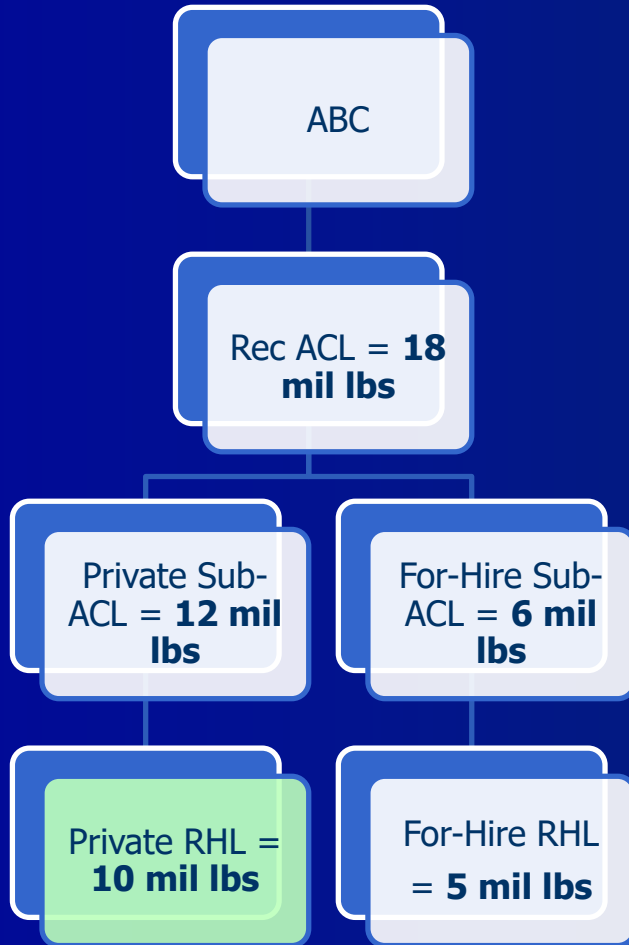 ABC
Rec ACL = 18
mil lbs
Private Sub-
ACL = 12 mil
lbs
For-Hire Sub-
ACL = 6 mil
lbs
Private RHL =
10 mil lbs
For-Hire RHL
= 5 mil lbs